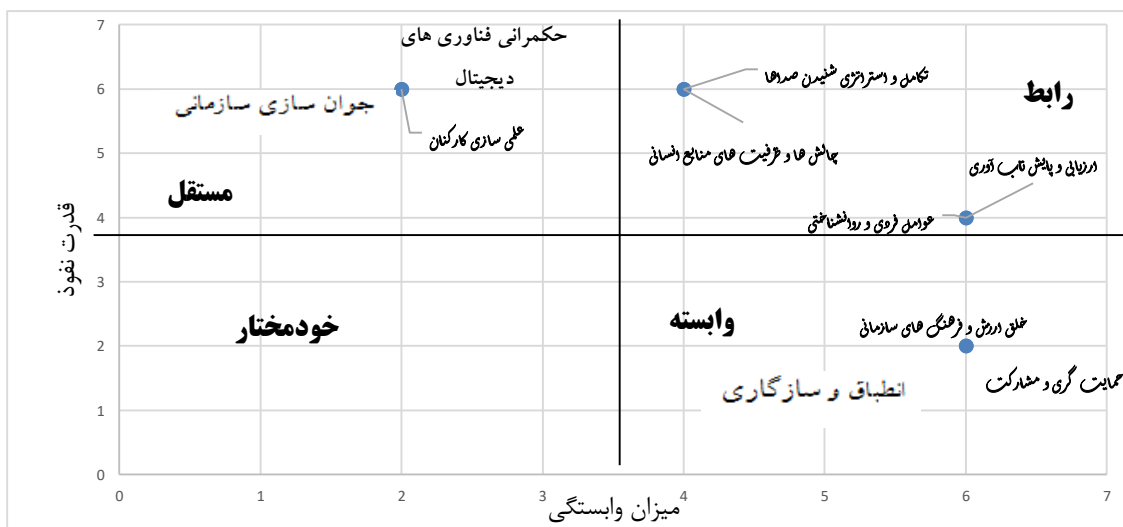 7
حکمرانی فناوری های
دیجیتال
تکامل و استراتژی شنیدن صداها
رابط
6
جوان سازی سازمانی
علمی سازی کارکنان
چالش ها و ظرفیت های منابع انسانی
5
ارزیابی و پایش تاب آوری
مستقل
4
عوامل فردی و روانشناختی
قدرت نفوذ
3
خودمختار
وابسته
خلق ارزش و فرهنگ های سازمانی
2
حمایت گری و مشارکت
انطباق و سازگاری
1
0
0 1 2 3 4 5 6 7
میزان وابستگی